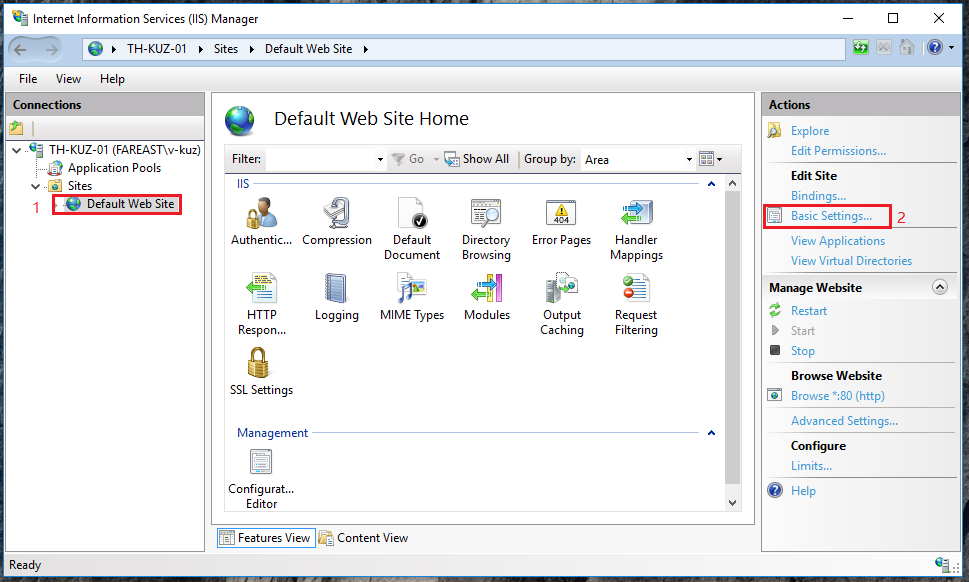 Internet Information Services (IIS) Manager
TH-KUZ-01 Sites Default Web Site
File View Help
Connections
TH-KUZ-01 (FAREAST\v-kuz)
Application Pools
Sites
1 Default Web Site
Default Web Site Home
Filter: Go Show All Group by: Area
IIS
Authentic... Compression Default Document Directory Browsing Error Pages Handler Mappings
HTTP Respon... Logging MIME Types Modules Output Caching Request Filtering
SSL Settings
Management
Configurat... Editor
Features View Content View
Actions
Explore
Edit Permissions...
Edit Site
Bindings...
Basic Settings... 2
View Applications
View Virtual Directories
Manage Website
Restart
Start
Stop
Browse Website
Browse *:80 (http)
Advanced Settings...
Configure
Limits...
Help
Ready